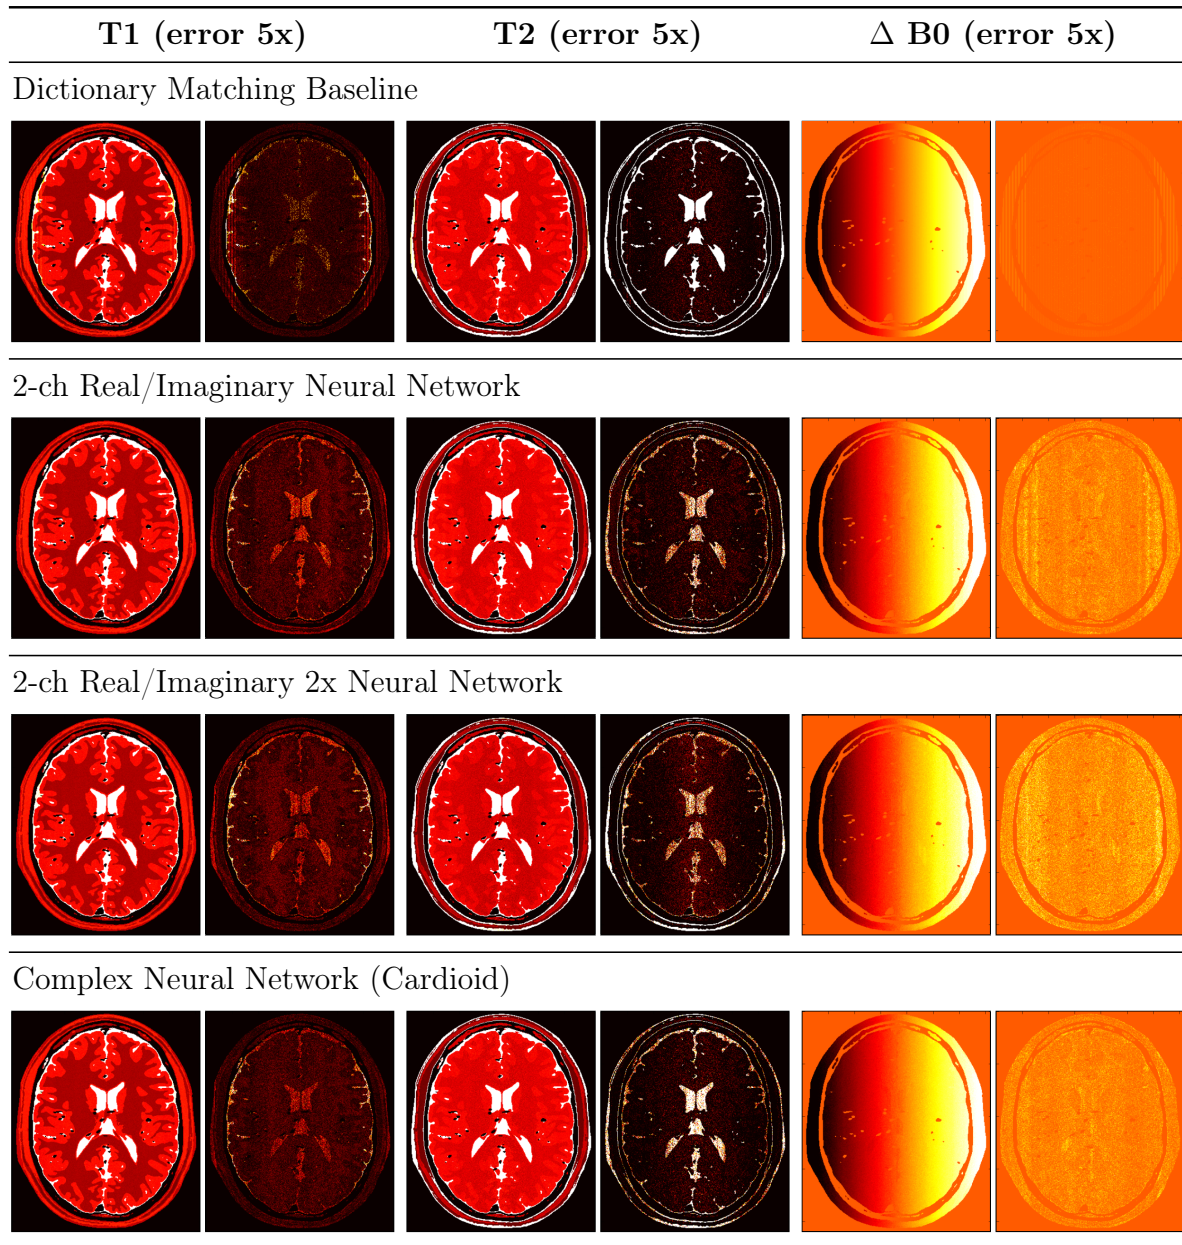 T1 (error 5x) T2 (error 5x) Δ B0 (error 5x)
Dictionary Matching Baseline
2-ch Real/Imaginary Neural Network
2-ch Real/Imaginary 2x Neural Network
Complex Neural Network (Cardioid)